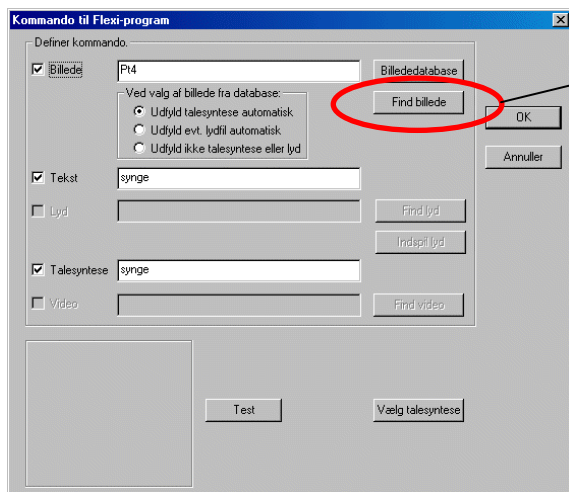 Kommando til Flexi-program
Definer kommando.
Billede Pt4 Billededatabase
Ved valg af billede fra database:
Find billede
Udfyld talesyntese automatisk
OK
Udfyld evt. lydfil automatisk
Udfyld ikke talesyntese eller lyd
Annuller
Tekst synge
Lyd Find lyd
Indspil lyd
Talesyntese synge
Video Find video
Test Vælg talesyntese